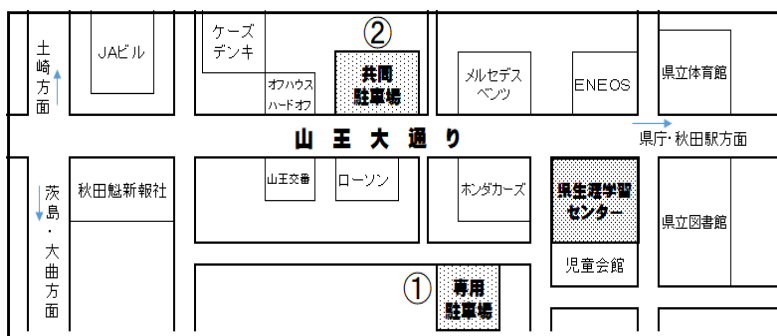 土崎方面
JAビル
ケーズ
デンキ
オフハウス
ハードオフ
②
共同
駐車場
メルセデス
ベンツ
ENEOS
県立体育館
山王大通り
県庁・秋田駅方面
茨島・大曲方面
秋田魁新報社
山王交番
ローソン
ホンダカーズ
県生涯学習
センター
県立図書館
児童会館
①
専用
駐車場